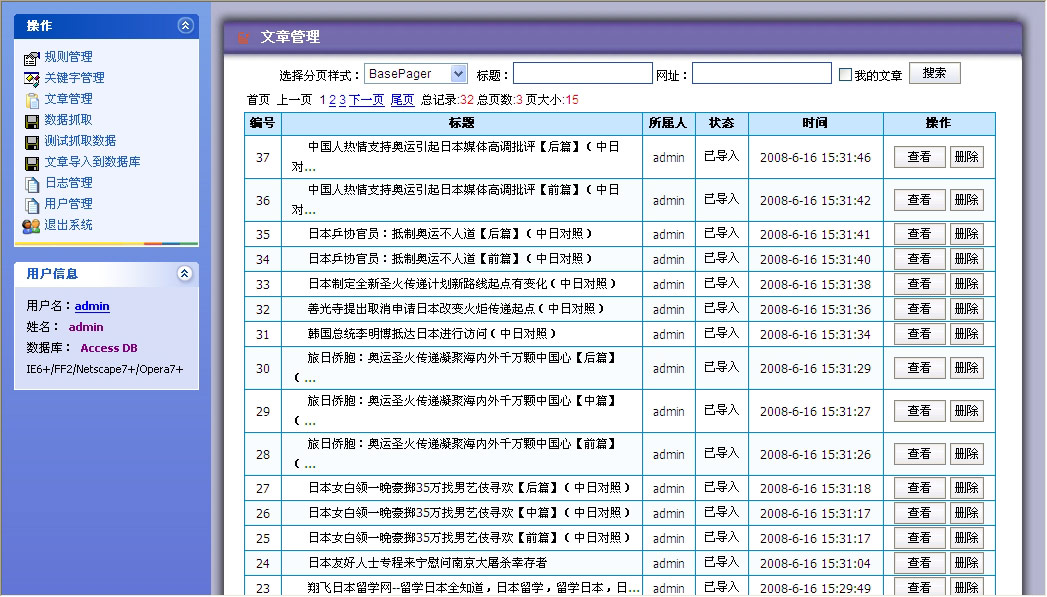 操作
规则管理
关键字管理
文章管理
数据抓取
测试抓取数据
文章导入到数据库
日志管理
用户管理
退出系统
用户信息
用户名：admin
姓名： admin
数据库： Access DB
IE6+/FF2/Netscape7+/Opera7+
文章管理
选择分页样式： BasePager 标题： 网址： 我的文章 搜索
首页 上一页 1 2 3 下一页 尾页 总记录:32 总页数:3 页大小:15
编号 标题 所属人 状态 时间 操作
37 中国人热情支持奥运引起日本媒体高调批评【后篇】（中日 admin 已导入 2008-6-16 15:31:46 查看 删除
对...
36 中国人热情支持奥运引起日本媒体高调批评【前篇】（中日 admin 已导入 2008-6-16 15:31:42 查看 删除
对...
35 日本乒协官员：抵制奥运不人道【后篇】（中日对照） admin 已导入 2008-6-16 15:31:41 查看 删除
34 日本乒协官员：抵制奥运不人道【前篇】（中日对照） admin 已导入 2008-6-16 15:31:40 查看 删除
33 日本制定全新圣火传递计划新路线起点有变化（中日对照） admin 已导入 2008-6-16 15:31:38 查看 删除
32 善光寺提出取消申请日本改变火炬传递起点（中日对照） admin 已导入 2008-6-16 15:31:36 查看 删除
31 韩国总统李明博抵达日本进行访问（中日对照） admin 已导入 2008-6-16 15:31:34 查看 删除
30 旅日侨胞：奥运圣火传递凝聚海内外千万颗中国心【后篇】 admin 已导入 2008-6-16 15:31:29 查看 删除
（...
29 旅日侨胞：奥运圣火传递凝聚海内外千万颗中国心【中篇】 admin 已导入 2008-6-16 15:31:27 查看 删除
（...
28 旅日侨胞：奥运圣火传递凝聚海内外千万颗中国心【前篇】 admin 已导入 2008-6-16 15:31:26 查看 删除
（...
27 日本女白领一晚豪掷35万找男艺伎寻欢【后篇】（中日对照） admin 已导入 2008-6-16 15:31:18 查看 删除
26 日本女白领一晚豪掷35万找男艺伎寻欢【中篇】（中日对照） admin 已导入 2008-6-16 15:31:17 查看 删除
25 日本女白领一晚豪掷35万找男艺伎寻欢【前篇】（中日对照） admin 已导入 2008-6-16 15:31:17 查看 删除
24 日本友好人士专程来宁慰问南京大屠杀幸存者 admin 已导入 2008-6-16 15:31:04 查看 删除
23 翔飞日本留学网--留学日本全知道，日本留学，留学日本，日... admin 已导入 2008-6-16 15:29:49 查看 删除